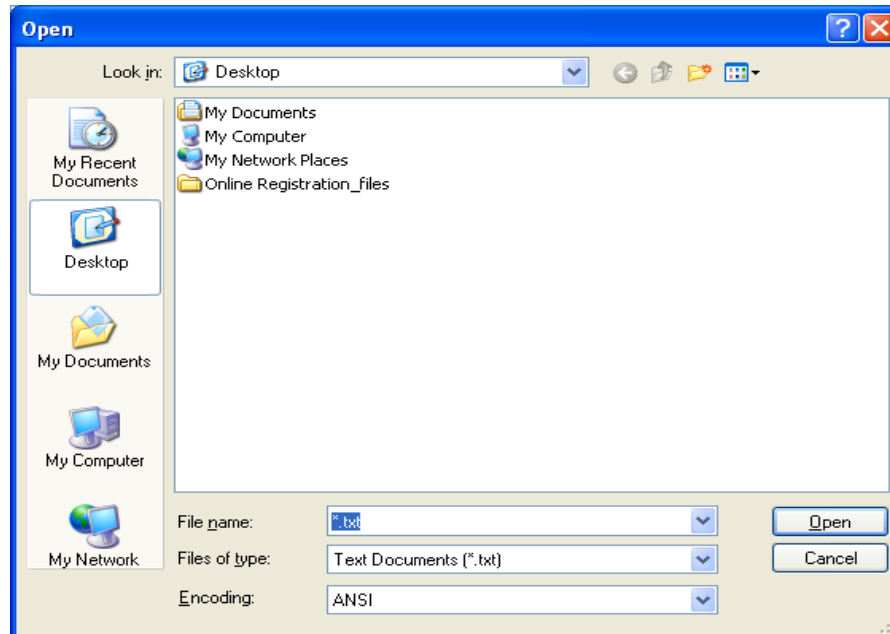 Open
Look in:
Desktop
My Recent
Documents
Desktop
My Documents
My Computer
My Network
My Documents
My Computer
My Network Places
Online Registration_files
File name:
*.txt
Open
Files of type:
Text Documents (*.txt)
Cancel
Encoding:
ANSI